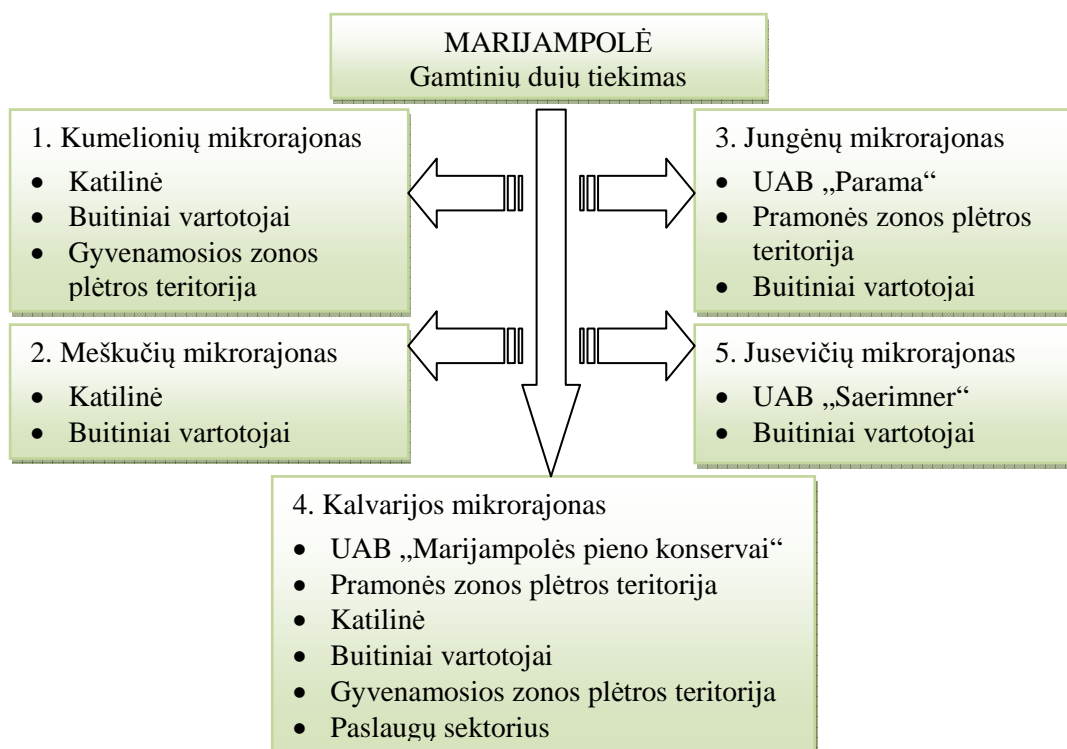 MARIJAMPOLĖ
Gamtinių dujų tiekimas
1. Kumelionių mikrorajonas
• Katilinė
• Buitiniai vartotojai
• Gyvenamosios zonos
plėtros teritorija
2. Meškučių mikrorajonas
• Katilinė
• Buitiniai vartotojai
3. Jungėnų mikrorajonas
• UAB „Parama“
• Pramonės zonos plėtros
teritorija
• Buitiniai vartotojai
5. Jusevičių mikrorajonas
• UAB „Saerimner“
• Buitiniai vartotojai
4. Kalvarijos mikrorajonas
• UAB „Marijampolės pieno konservai“
• Pramonės zonos plėtros teritorija
• Katilinė
• Buitiniai vartotojai
• Gyvenamosios zonos plėtros teritorija
• Paslaugų sektorius